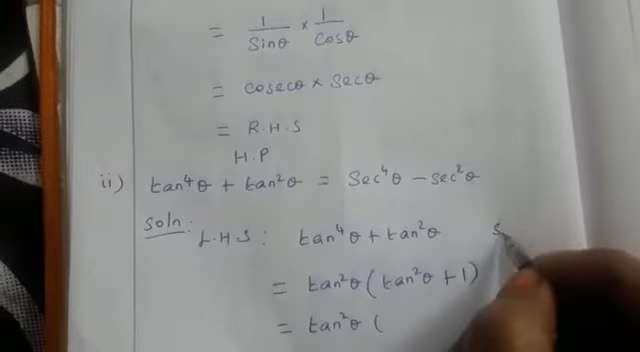 = 1/Sinθ × 1/Cosθ
= Cosecθ × Secθ
= R.H.S
H.P
ii) tan⁴θ + tan²θ = Sec⁴θ - sec²θ
Soln: L.H.S : tan⁴θ + tan²θ S
= tan²θ (tan²θ + 1)
= tan²θ (